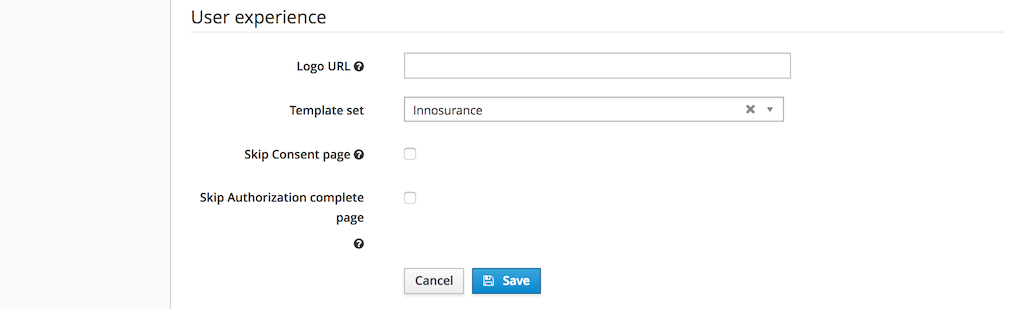 User experience
Logo URL
Template set
Innosurance
Skip Consent page
Skip Authorization complete
page
Cancel
Save